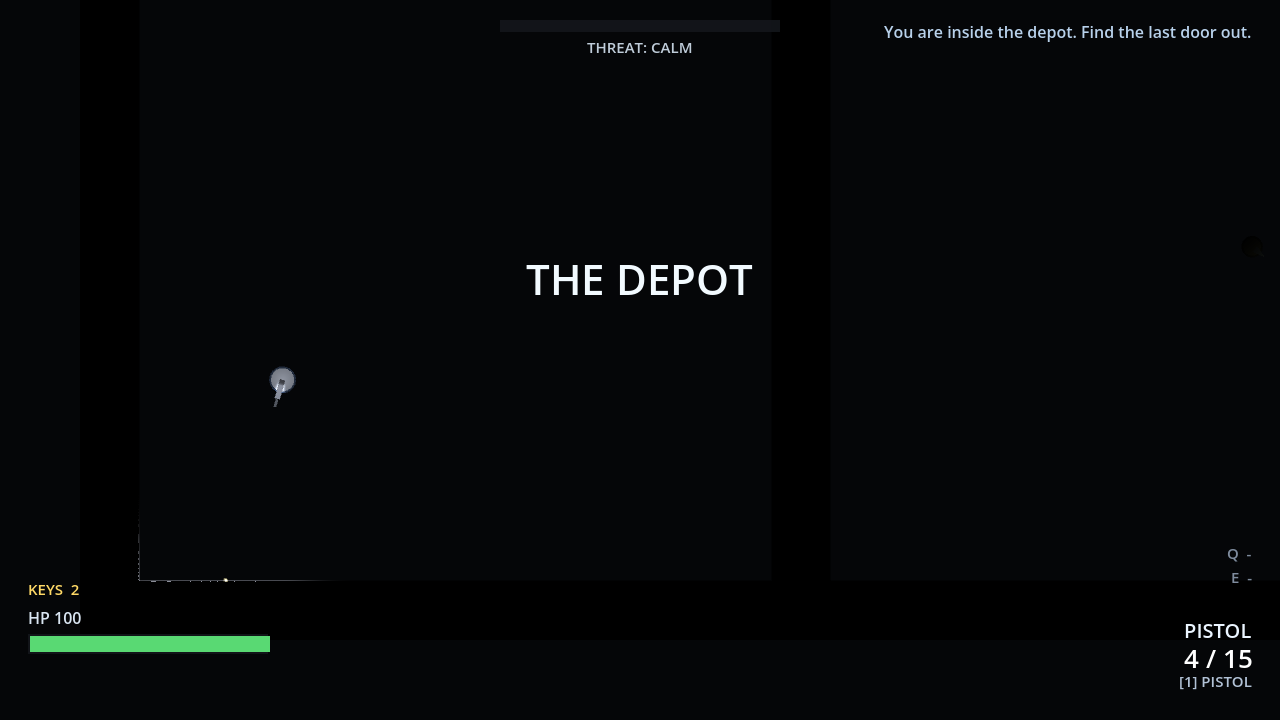 THREAT: CALM
You are inside the depot. Find the last door out.
THE DEPOT
Q -
E -
KEYS 2
HP 100
PISTOL
4 / 15
[1] PISTOL